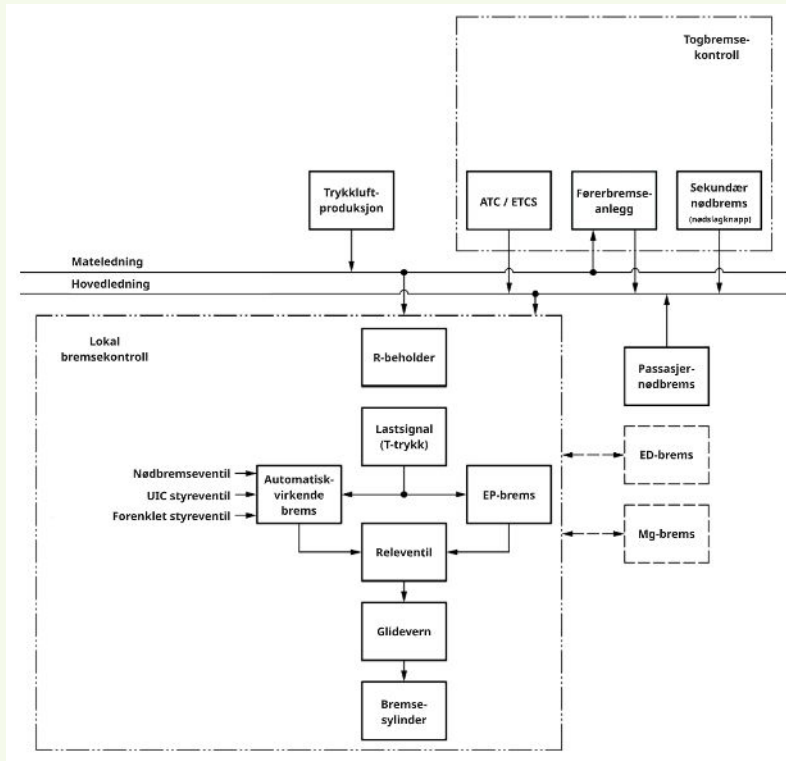 Togbremse-
kontroll
Trykkluft-
produksjon
ATC / ETCS
Førerbremse-
anlegg
Sekundær
nødbrems
(nødslagknapp)
Mateledning
Hovedledning
Lokal
bremsekontroll
R-beholder
Passasjer-
nødbrems
Lastsignal
(T-trykk)
ED-brems
Nødbremseventil
UIC styreventil
Forenklet styreventil
Automatisk-
virkende
brems
EP-brems
Mg-brems
Releventil
Glidevern
Bremse-
sylinder